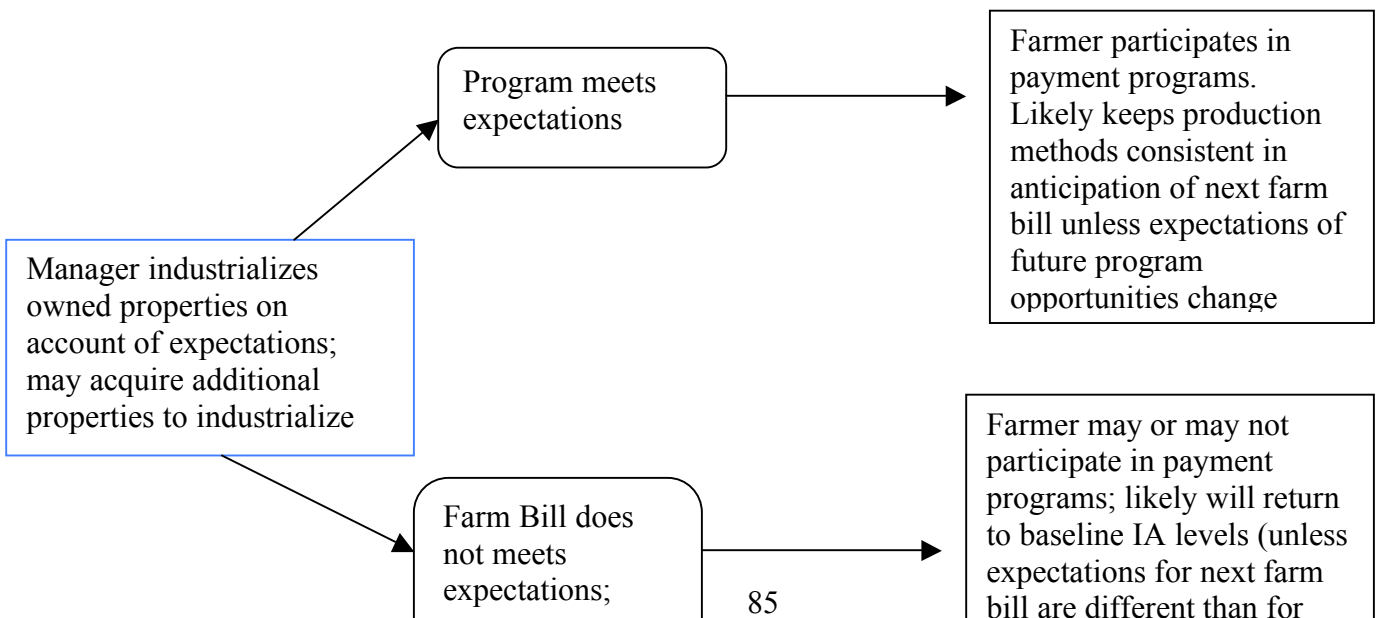 Program meets
expectations
Farmer participates in
payment programs.
Likely keeps production
methods consistent in
anticipation of next farm
bill unless expectations of
future program
opportunities change
Manager industrializes
owned properties on
account of expectations;
may acquire additional
properties to industrialize
Farm Bill does
not meets
expectations;
Farmer may or may not
participate in payment
programs; likely will return
to baseline IA levels (unless
expectations for next farm
bill are different than for
85